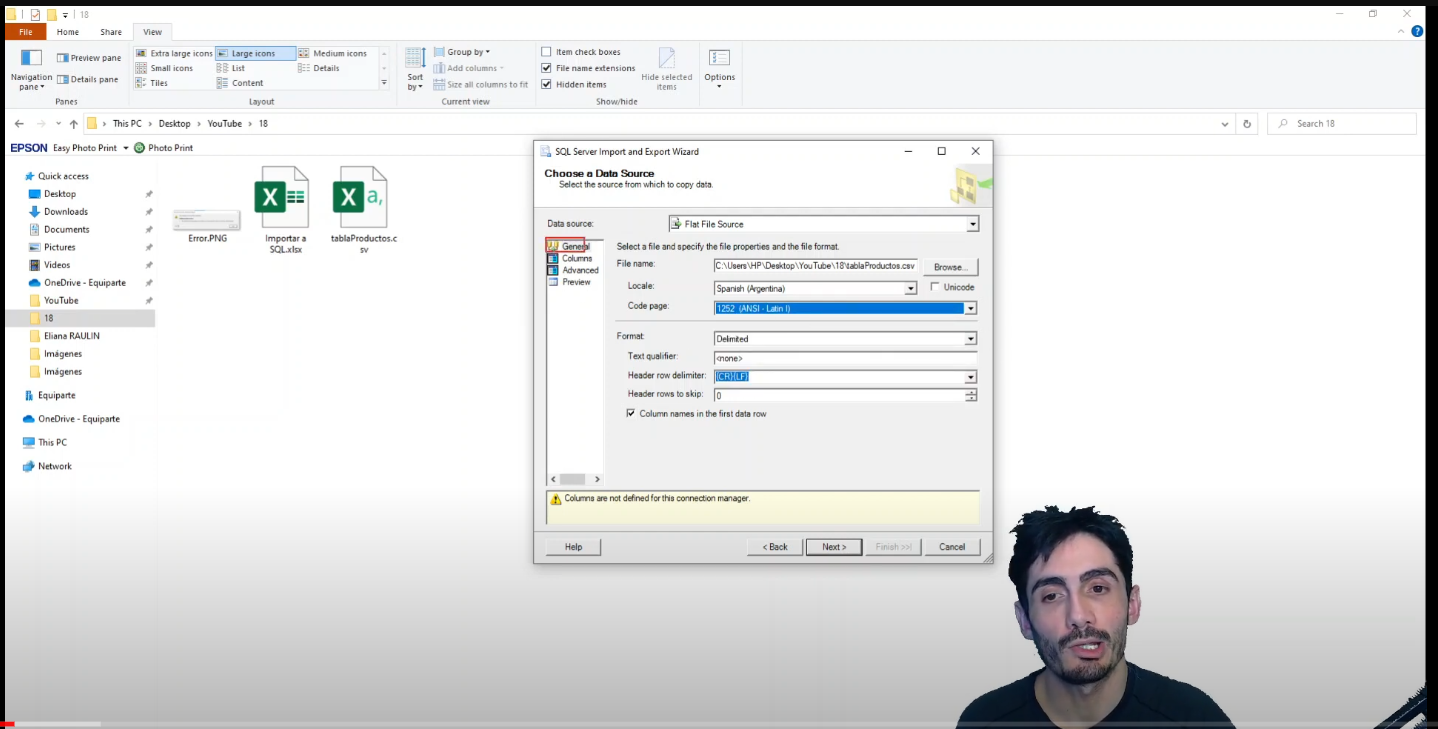 18
File Home Share View
Navigation pane
Preview pane
Details pane
Panes
Extra large icons Large icons Medium icons
Small icons List Details
Tiles Content
Layout
Sort by
Group by
Add columns
Size all columns to fit
Current view
Item check boxes
File name extensions
Hidden items
Hide selected items
Show/hide
Options
This PC > Desktop > YouTube > 18
Search 18
EPSON Easy Photo Print Photo Print
Quick access
Desktop
Downloads
Documents
Pictures
Videos
OneDrive - Equiparte
YouTube
18
Eliana RAULIN
Imágenes
Imágenes
Equiparte
OneDrive - Equiparte
This PC
Network
Error.PNG
Importar a
SQL.xlsx
tablaProductos.c
sv
SQL Server Import and Export Wizard
Choose a Data Source
Select the source from which to copy data.
Data source: Flat File Source
General
Columns
Advanced
Preview
Select a file and specify the file properties and the file format.
File name: C:\Users\HP\Desktop\YouTube\18\tablaProductos.csv Browse...
Locale: Spanish (Argentina) Unicode
Code page: 1252 (ANSI - Latin I)
Format: Delimited
Text qualifier: <none>
Header row delimiter: {CR}{LF}
Header rows to skip: 0
Column names in the first data row
Columns are not defined for this connection manager.
Help < Back Next > Finish >>| Cancel